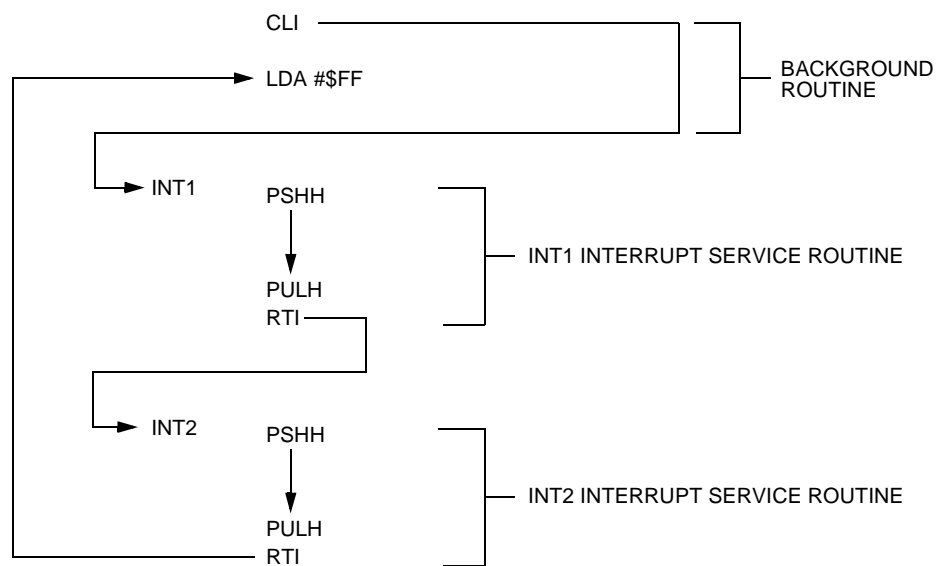 CLI
LDA #$FF
BACKGROUND
ROUTINE
INT1
PSHH
PULH
RTI
INT1 INTERRUPT SERVICE ROUTINE
INT2
PSHH
PULH
RTI
INT2 INTERRUPT SERVICE ROUTINE